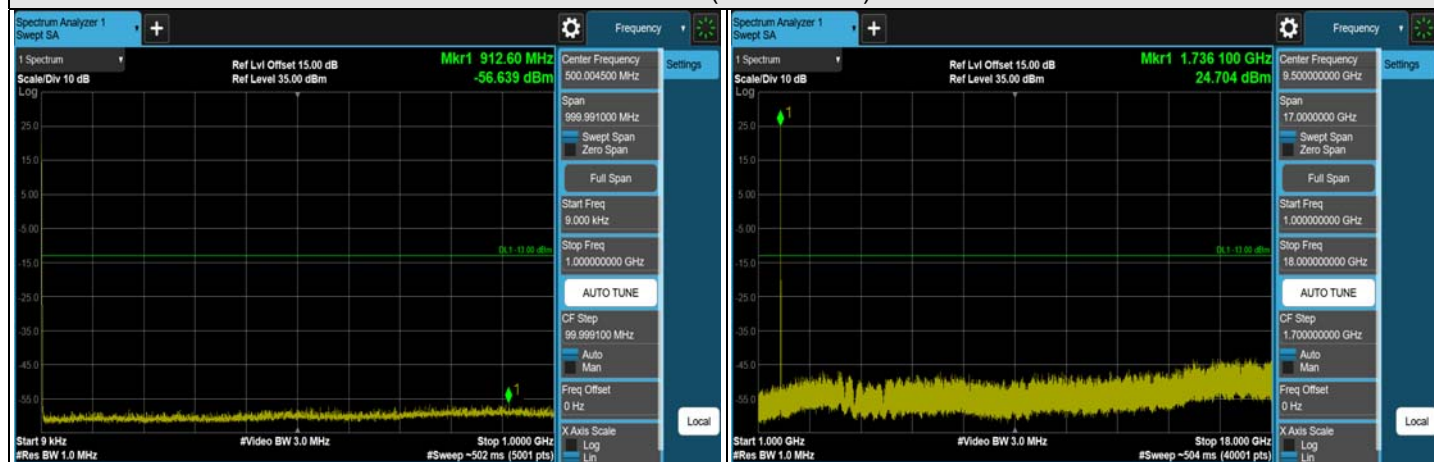 Spectrum Analyzer 1
Swept SA
+
Frequency
1 Spectrum
Scale/Div 10 dB
Log
Ref Lvl Offset 15.00 dB
Ref Level 35.00 dBm
Mkr1 912.60 MHz
-56.639 dBm
25.0
15.0
5.00
-5.00
-15.0
-25.0
-35.0
-45.0
-55.0
DL1 -13.00 dBm
1
Start 9 kHz
#Res BW 1.0 MHz
#Video BW 3.0 MHz
Stop 1.0000 GHz
#Sweep ~502 ms (5001 pts)
Center Frequency
500.004500 MHz
Span
999.991000 MHz
Swept Span
Zero Span
Full Span
Start Freq
9.000 kHz
Stop Freq
1.000000000 GHz
AUTO TUNE
CF Step
99.999100 MHz
Auto
Man
Freq Offset
0 Hz
X Axis Scale
Log
Lin
Settings
Local
Spectrum Analyzer 1
Swept SA
+
Frequency
1 Spectrum
Scale/Div 10 dB
Log
Ref Lvl Offset 15.00 dB
Ref Level 35.00 dBm
Mkr1 1.736 100 GHz
24.704 dBm
25.0
15.0
5.00
-5.00
-15.0
-25.0
-35.0
-45.0
-55.0
DL1 -13.00 dBm
1
Start 1.000 GHz
#Res BW 1.0 MHz
#Video BW 3.0 MHz
Stop 18.000 GHz
#Sweep ~504 ms (40001 pts)
Center Frequency
9.500000000 GHz
Span
17.0000000 GHz
Swept Span
Zero Span
Full Span
Start Freq
1.000000000 GHz
Stop Freq
18.000000000 GHz
AUTO TUNE
CF Step
1.700000000 GHz
Auto
Man
Freq Offset
0 Hz
X Axis Scale
Log
Lin
Settings
Local